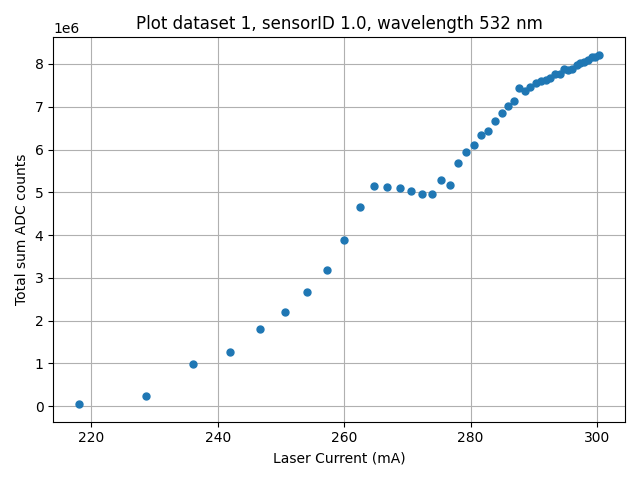 Plot dataset 1, sensorID 1.0, wavelength 532 nm
1e6
8
7
6
5
4
3
2
1
0
Total sum ADC counts
220 240 260 280 300
Laser Current (mA)